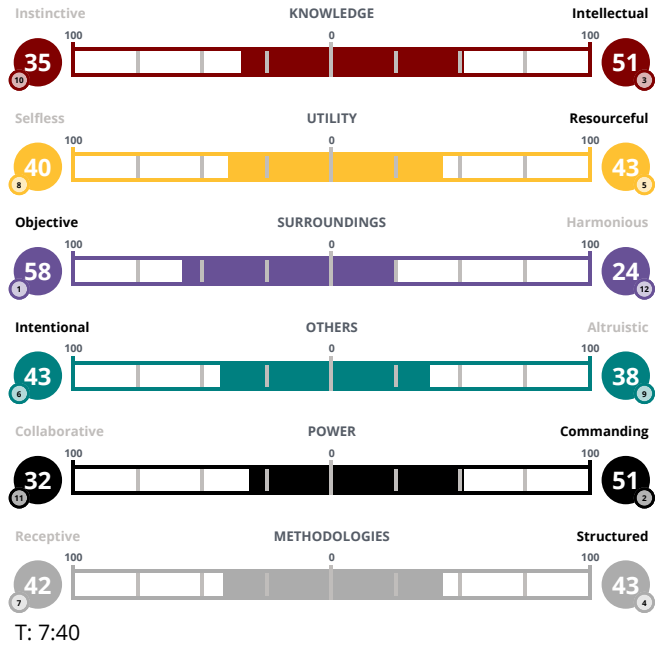 Instinctive KNOWLEDGE Intellectual
100 0 100
35 51
10 3
Selfless UTILITY Resourceful
100 0 100
40 43
8 5
Objective SURROUNDINGS Harmonious
100 0 100
58 24
1 12
Intentional OTHERS Altruistic
100 0 100
43 38
6 9
Collaborative POWER Commanding
100 0 100
32 51
11 2
Receptive METHODOLOGIES Structured
100 0 100
42 43
7 4
T: 7:40